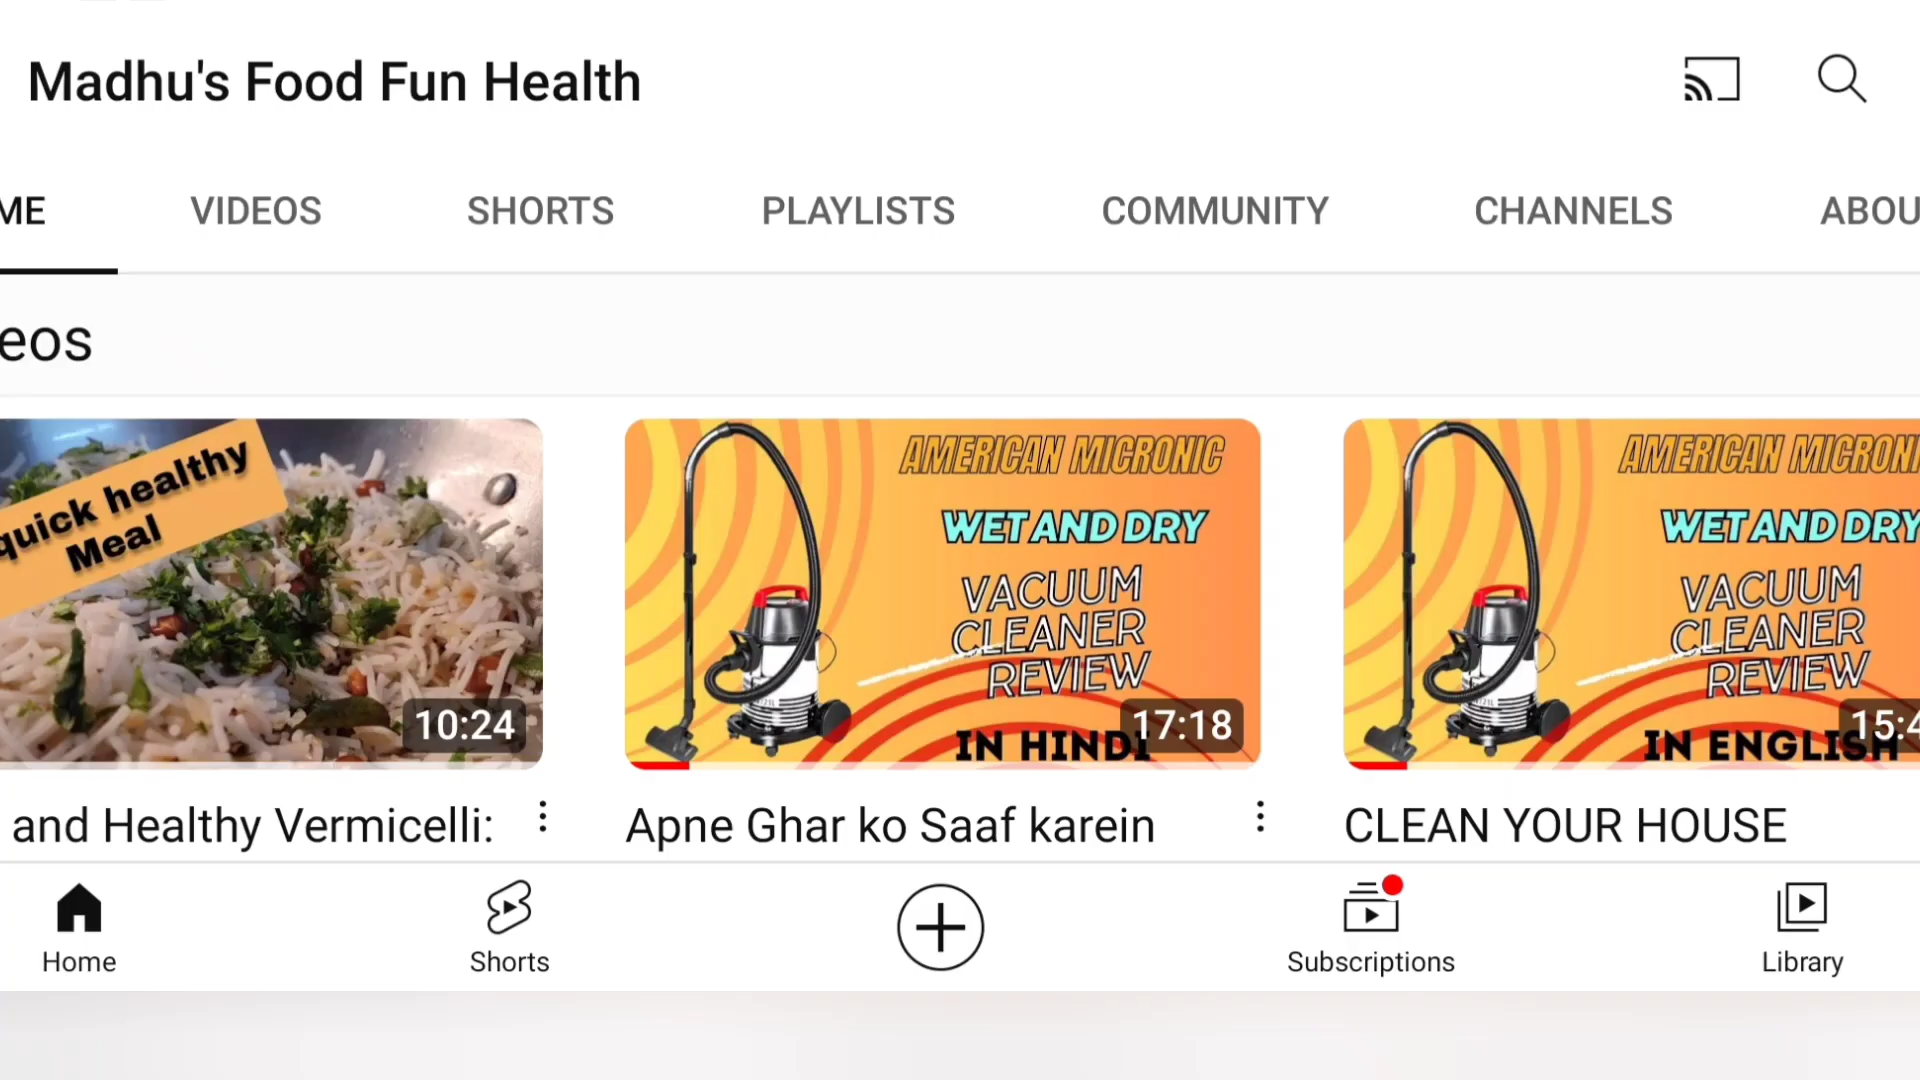 Madhu's Food Fun Health
ME VIDEOS SHORTS PLAYLISTS COMMUNITY CHANNELS ABOU
eos
quick healthy
Meal
10:24
AMERICAN MICRONIC
WET AND DRY
VACUUM
CLEANER
REVIEW
IN HINDI
17:18
AMERICAN MICRONI
WET AND DRY
VACUUM
CLEANER
REVIEW
IN ENGLISH
15:4
and Healthy Vermicelli:
Apne Ghar ko Saaf karein
CLEAN YOUR HOUSE
Home
Shorts
Subscriptions
Library